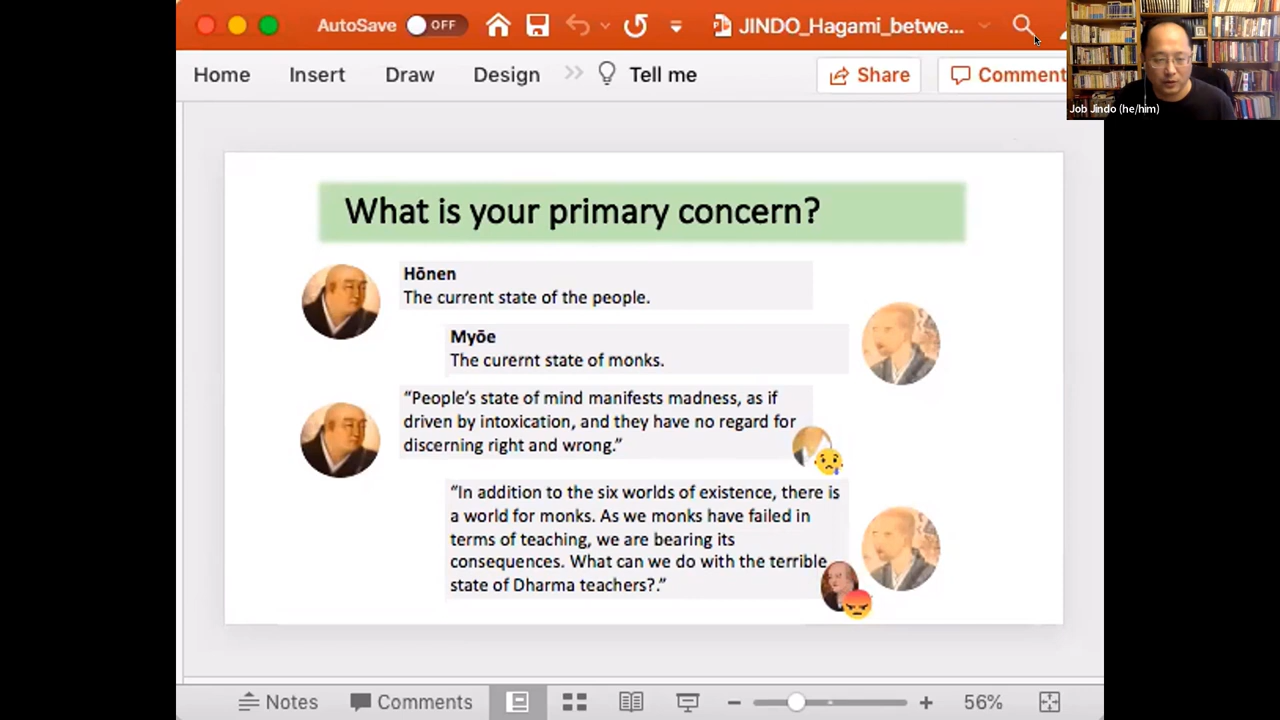 AutoSave OFF
JINDO_Hagami_betwe...
Home Insert Draw Design Tell me Share Comment
Job Jindo (he/him)
What is your primary concern?
Hōnen
The current state of the people.
Myōe
The curernt state of monks.
“People’s state of mind manifests madness, as if
driven by intoxication, and they have no regard for
discerning right and wrong.”
“In addition to the six worlds of existence, there is
a world for monks. As we monks have failed in
terms of teaching, we are bearing its
consequences. What can we do with the terrible
state of Dharma teachers?.”
Notes Comments 56%